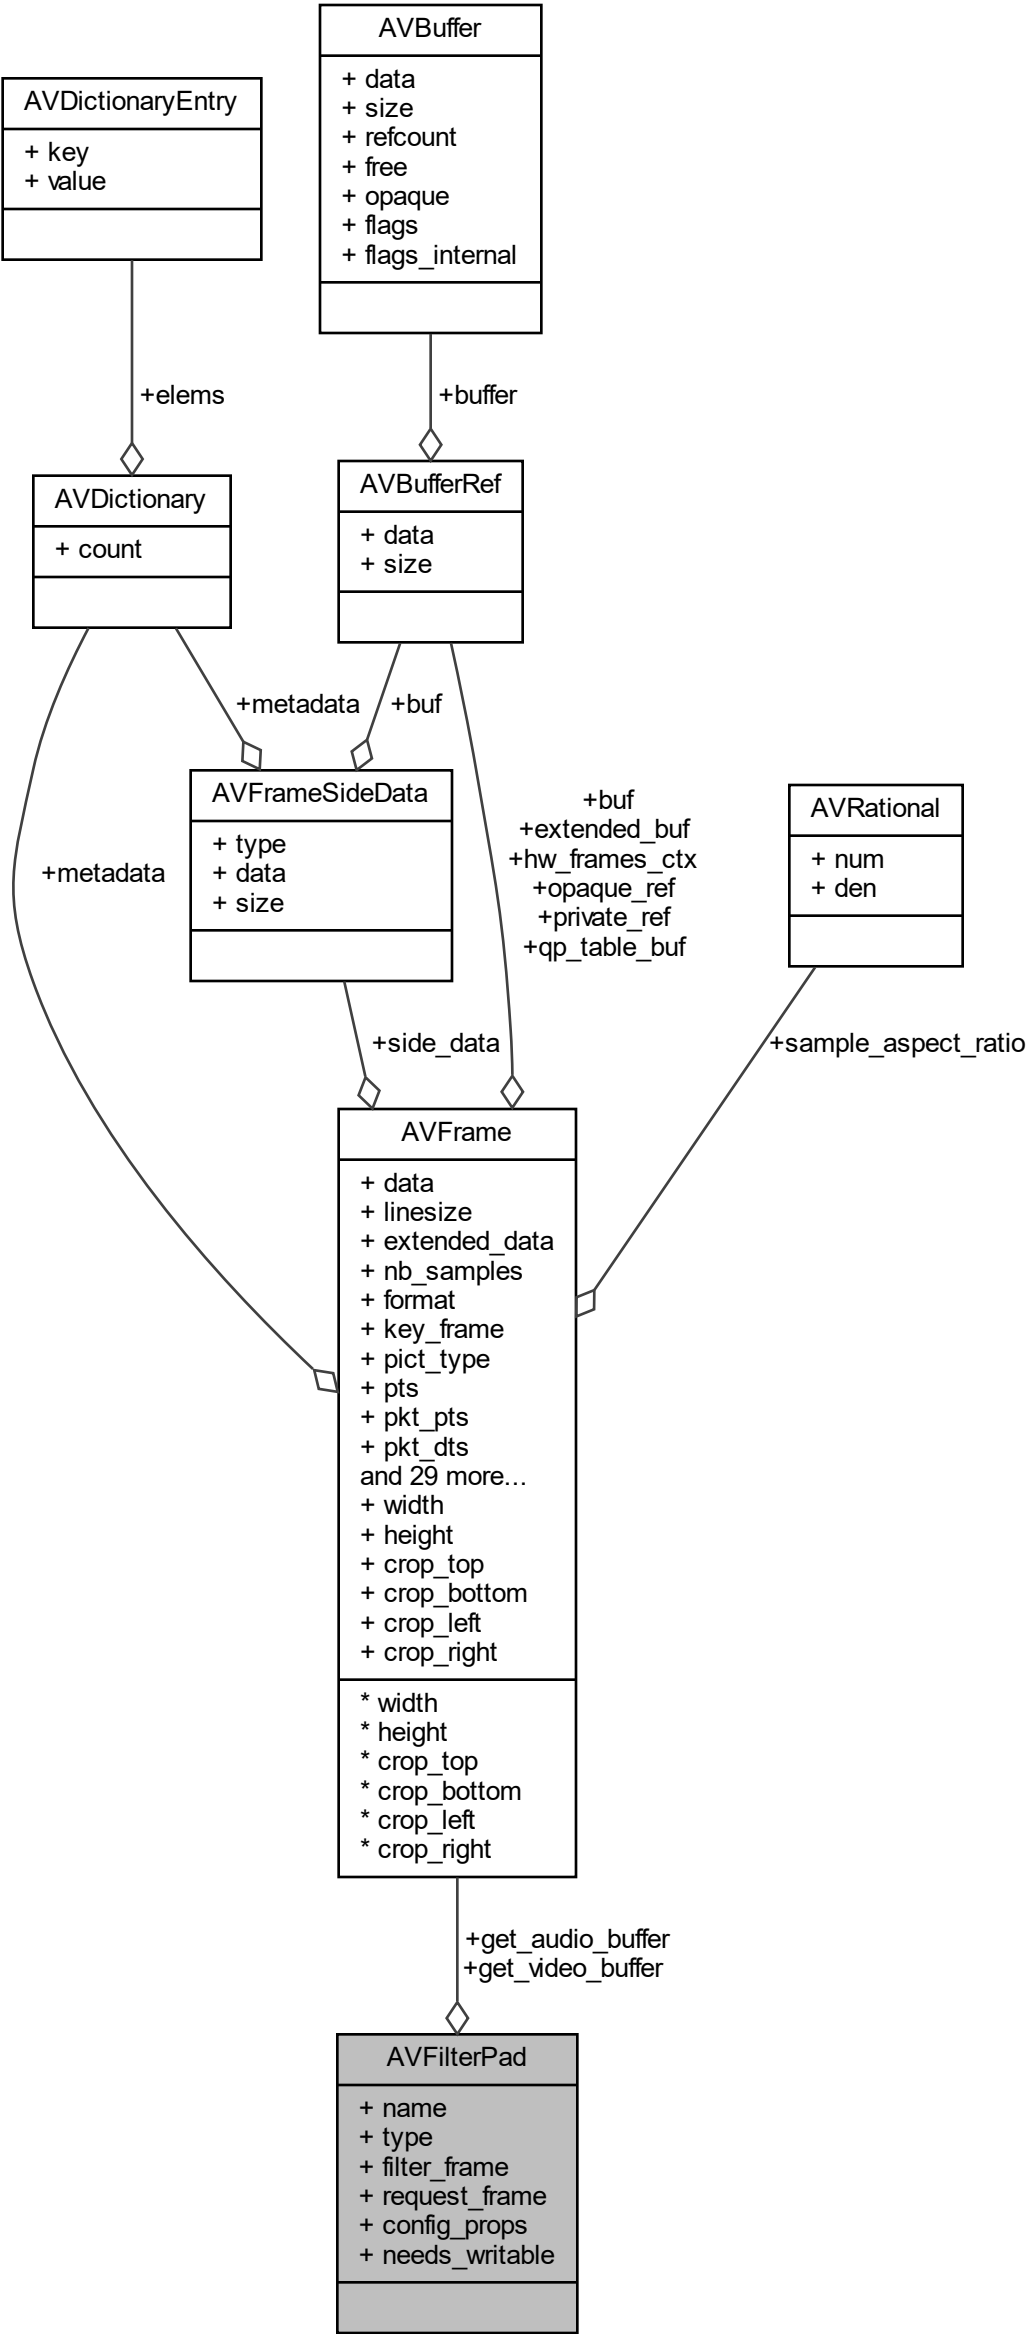 AVBuffer
+ data
+ size
+ refcount
+ free
+ opaque
+ flags
+ flags_internal
AVDictionaryEntry
+ key
+ value
+elems
+buffer
AVDictionary
+ count
AVBufferRef
+ data
+ size
+metadata
+buf
AVFrameSideData
+ type
+ data
+ size
+metadata
+buf
+extended_buf
+hw_frames_ctx
+opaque_ref
+private_ref
+qp_table_buf
AVRational
+ num
+ den
+side_data
+sample_aspect_ratio
AVFrame
+ data
+ linesize
+ extended_data
+ nb_samples
+ format
+ key_frame
+ pict_type
+ pts
+ pkt_pts
+ pkt_dts
and 29 more...
+ width
+ height
+ crop_top
+ crop_bottom
+ crop_left
+ crop_right
* width
* height
* crop_top
* crop_bottom
* crop_left
* crop_right
+get_audio_buffer
+get_video_buffer
AVFilterPad
+ name
+ type
+ filter_frame
+ request_frame
+ config_props
+ needs_writable